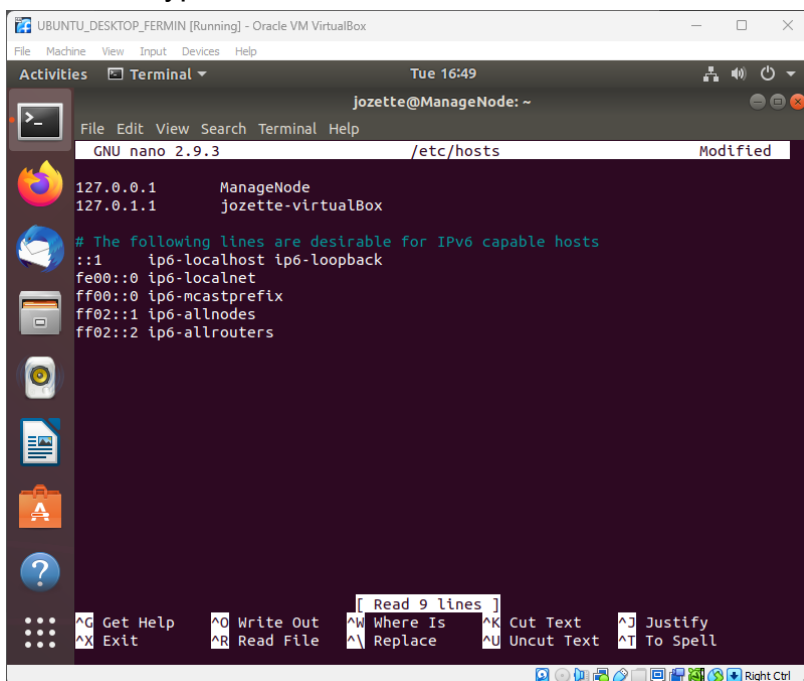 UBUNTU_DESKTOP_FERMIN [Running] - Oracle VM VirtualBox
File Machine View Input Devices Help
Activities Terminal Tue 16:49
jozette@ManageNode: ~
File Edit View Search Terminal Help
GNU nano 2.9.3 /etc/hosts Modified
127.0.0.1 ManageNode
127.0.1.1 jozette-virtualBox
# The following lines are desirable for IPv6 capable hosts
::1 ip6-localhost ip6-loopback
fe00::0 ip6-localnet
ff00::0 ip6-mcastprefix
ff02::1 ip6-allnodes
ff02::2 ip6-allrouters
[ Read 9 lines ]
^G Get Help ^O Write Out ^W Where Is ^K Cut Text ^J Justify
^X Exit ^R Read File ^\ Replace ^U Uncut Text ^T To Spell
Right Ctrl